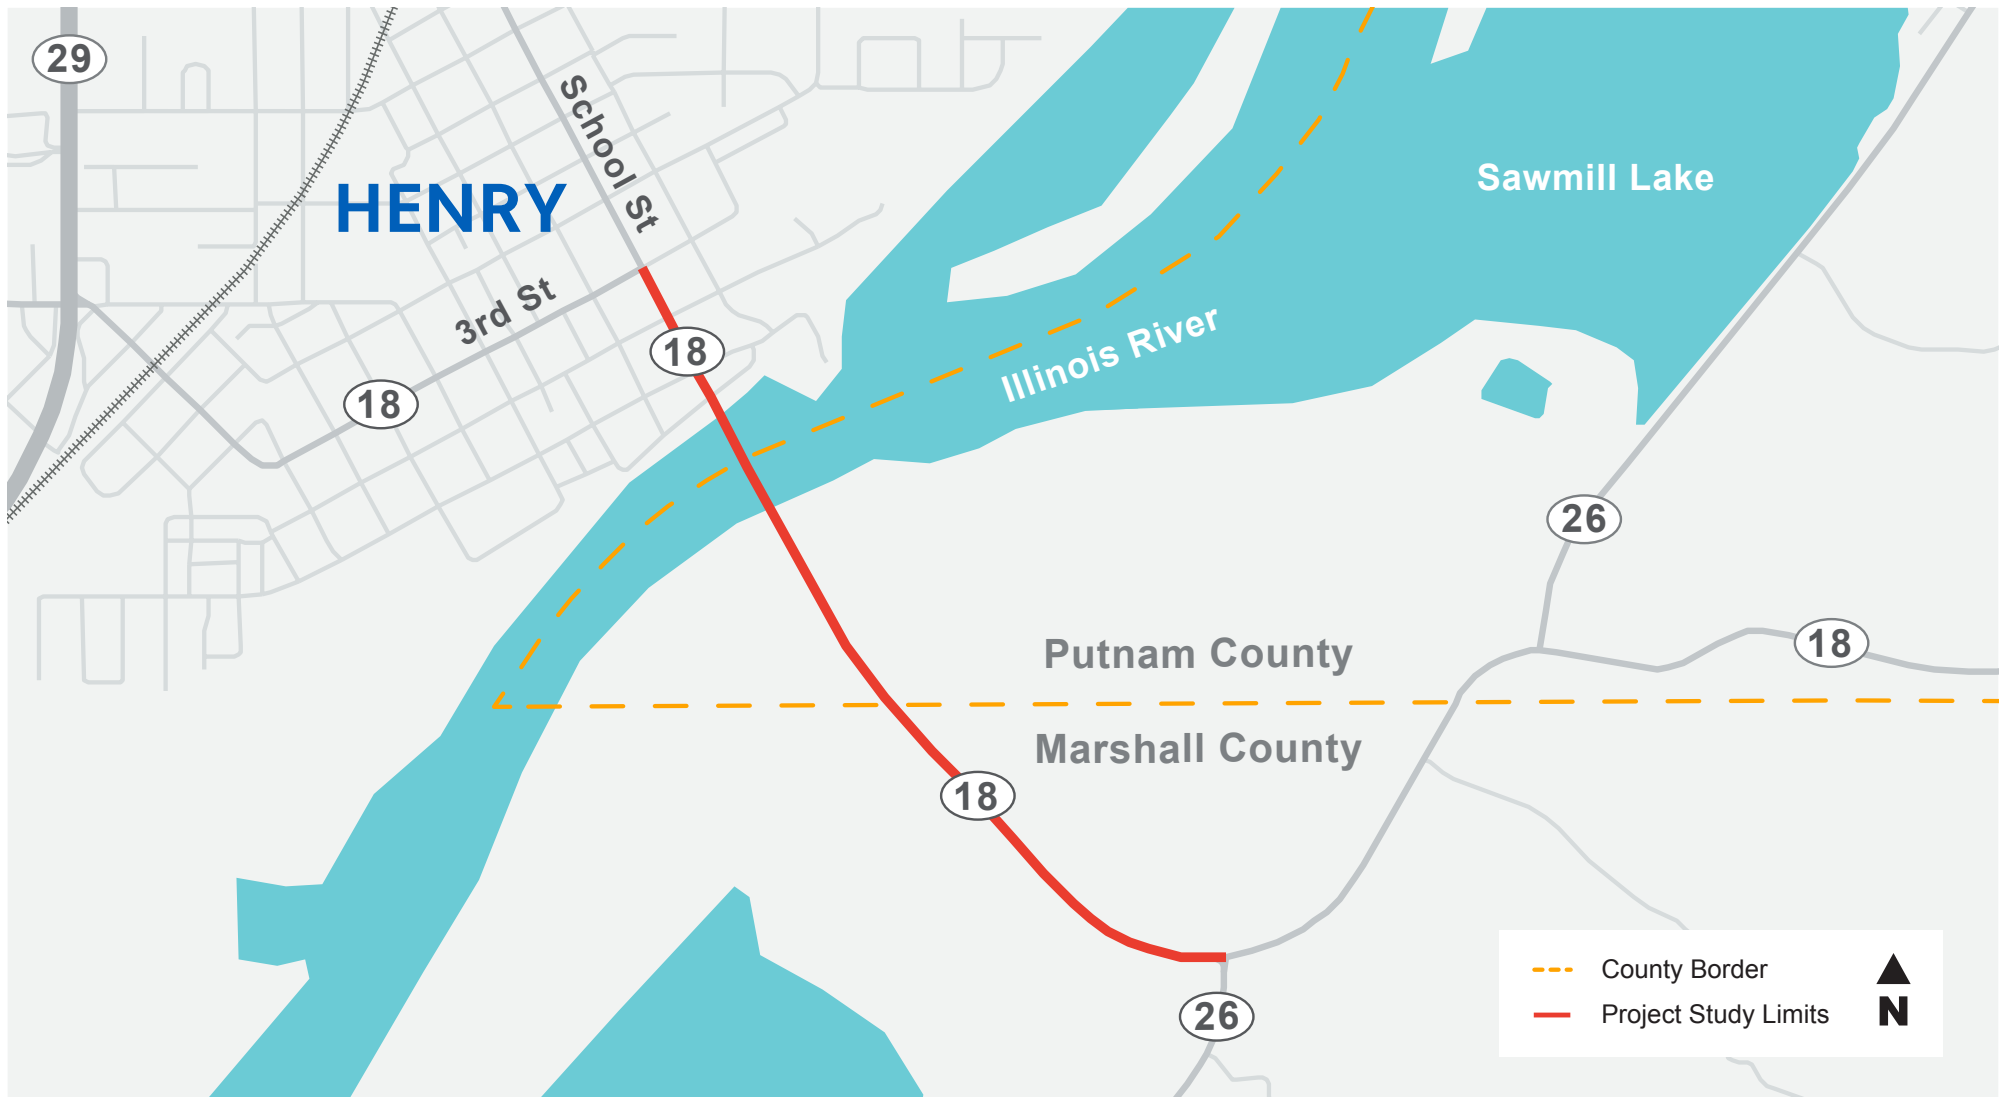 29
School St
Sawmill Lake
HENRY
3rd St
18
18
Illinois River
26
Putnam County
18
Marshall County
18
26
County Border
Project Study Limits
N